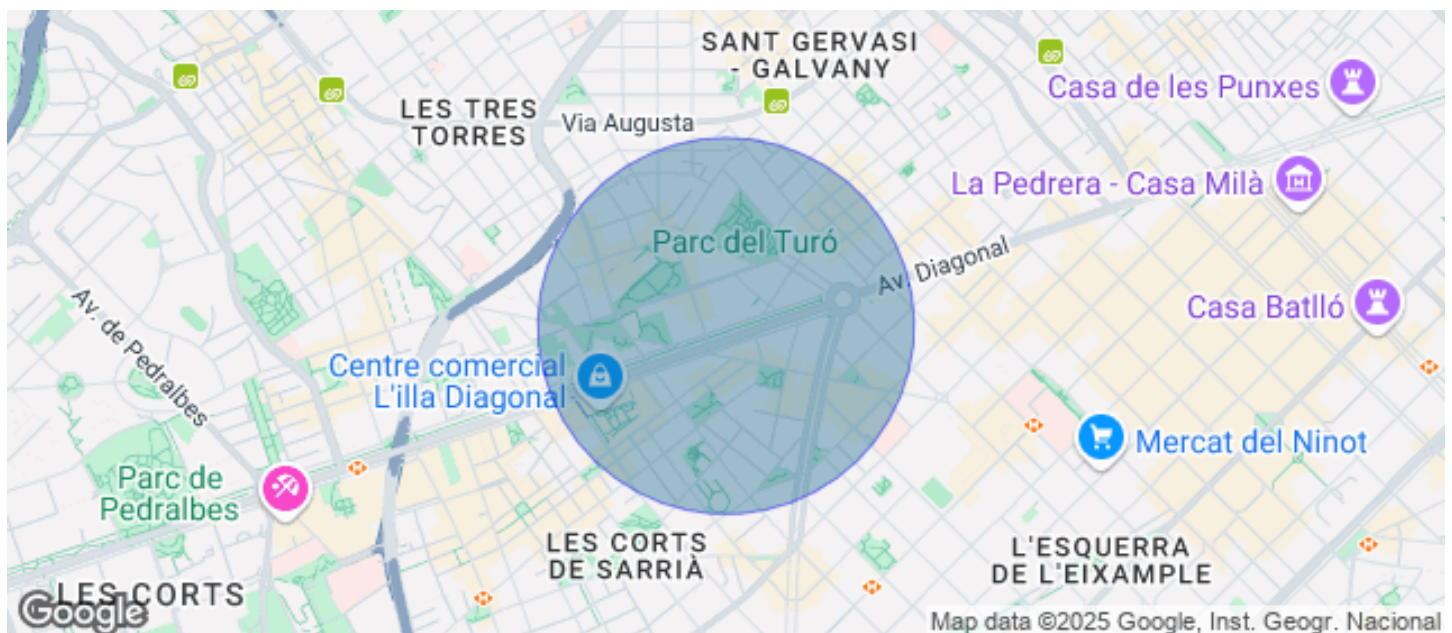 SANT GERVASI
- GALVANY
Casa de les Punxes
LES TRES
TORRES
Via Augusta
La Pedrera - Casa Milà
Parc del Turó
Av. Diagonal
Casa Batlló
Av. de Pedralbes
Centre comercial
L'illa Diagonal
Mercat del Ninot
Parc de
Pedralbes
LES CORTS
DE SARRIÀ
L'ESQUERRA
DE L'EIXAMPLE
LES CORTS
Google
Map data ©2025 Google, Inst. Geogr. Nacional